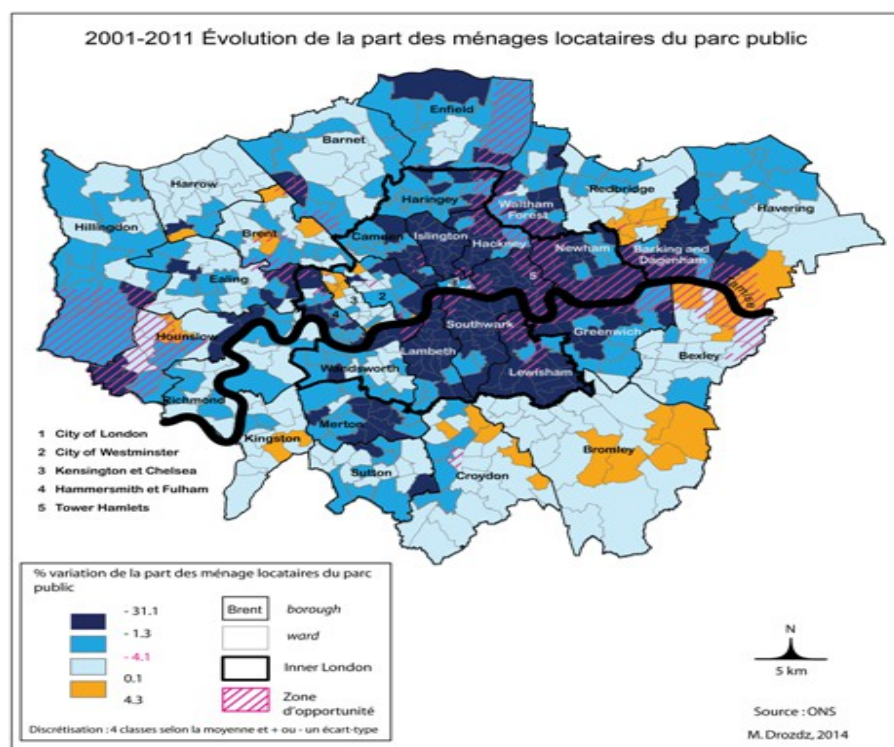 2001-2011 Évolution de la part des ménages locataires du parc public
Enfield
Barnet
Harrow
Haringey
Waltham
Forest
Redbridge
Havering
Hillingdon
Brent
Camden
Islington
Hackney
Newham
Barking and
Dagenham
Ealing
5
2
3
4
Tamise
Southwark
Greenwich
Hounslow
Lambeth
Bexley
Wandsworth
Lewisham
Richmond
Merton
Kingston
Bromley
Sutton
Croydon
1 City of London
2 City of Westminster
3 Kensington et Chelsea
4 Hammersmith et Fulham
5 Tower Hamlets
% variation de la part des ménage locataires du parc
public
- 31.1
- 1.3
- 4.1
0.1
4.3
Brent borough
ward
Inner London
Zone
d'opportunité
Discrétisation : 4 classes selon la moyenne et + ou - un écart-type
N
5 km
Source : ONS
M. Drozdz, 2014